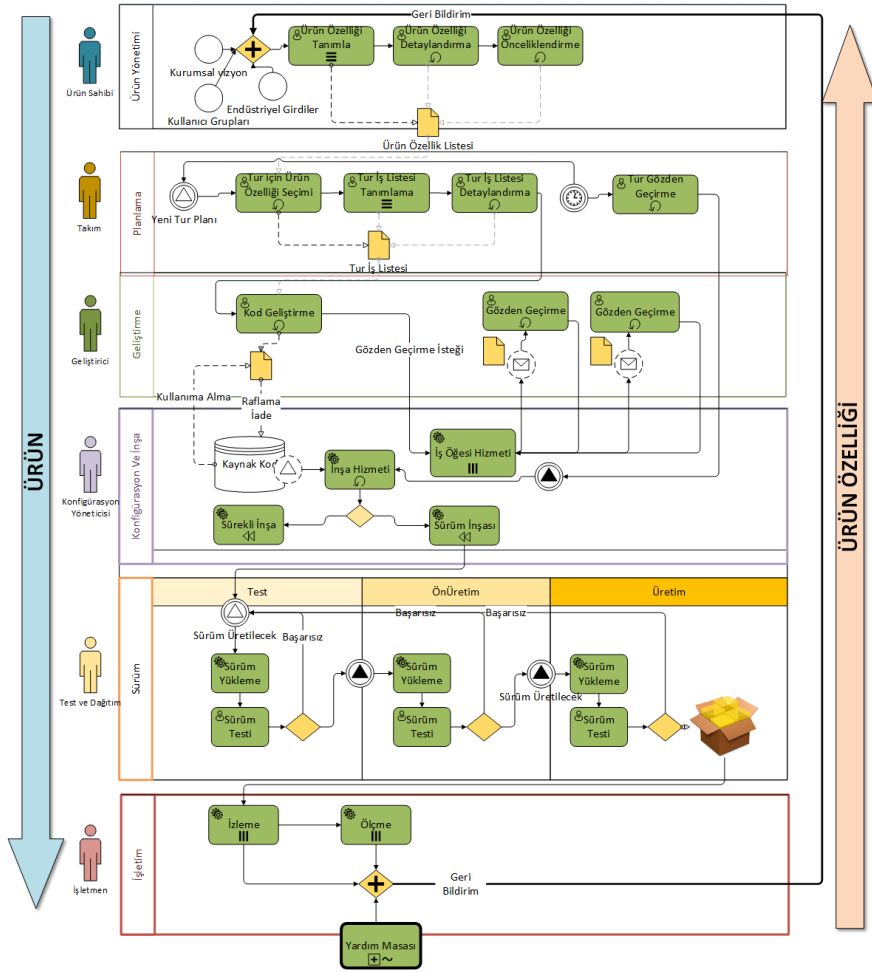 Geri Bildirim
Ürün Sahibi
Ürün Yönetimi
Kurumsal vizyon
Kullanıcı Grupları
Endüstriyel Girdiler
Ürün Özelliği
Tanımla
Ürün Özelliği
Detaylandırma
Ürün Özelliği
Önceliklendirme
Ürün Özellik Listesi
Takım
Planlama
Yeni Tur Planı
Tur için Ürün
Özelliği Seçimi
Tur İş Listesi
Tanımlama
Tur İş Listesi
Detaylandırma
Tur Gözden
Geçirme
Tur İş Listesi
Geliştirici
Geliştirme
Kod Geliştirme
Gözden Geçirme
Gözden Geçirme
Gözden Geçirme İsteği
Kullanıma Alma
Raflama
İade
ÜRÜN
ÜRÜN ÖZELLİĞİ
Konfigürasyon
Yöneticisi
Konfigürasyon Ve İnşa
Kaynak Kod
İnşa Hizmeti
İş Öğesi Hizmeti
Sürekli İnşa
Sürüm İnşası
Test
ÖnÜretim
Üretim
Test ve Dağıtım
Sürüm
Sürüm Üretilecek
Başarısız
Başarısız
Başarısız
Sürüm
Yükleme
Sürüm
Yükleme
Sürüm Üretilecek
Sürüm
Yükleme
Sürüm
Testi
Sürüm
Testi
Sürüm
Testi
İşletmen
İşletim
İzleme
Ölçme
Geri
Bildirim
Yardım Masası